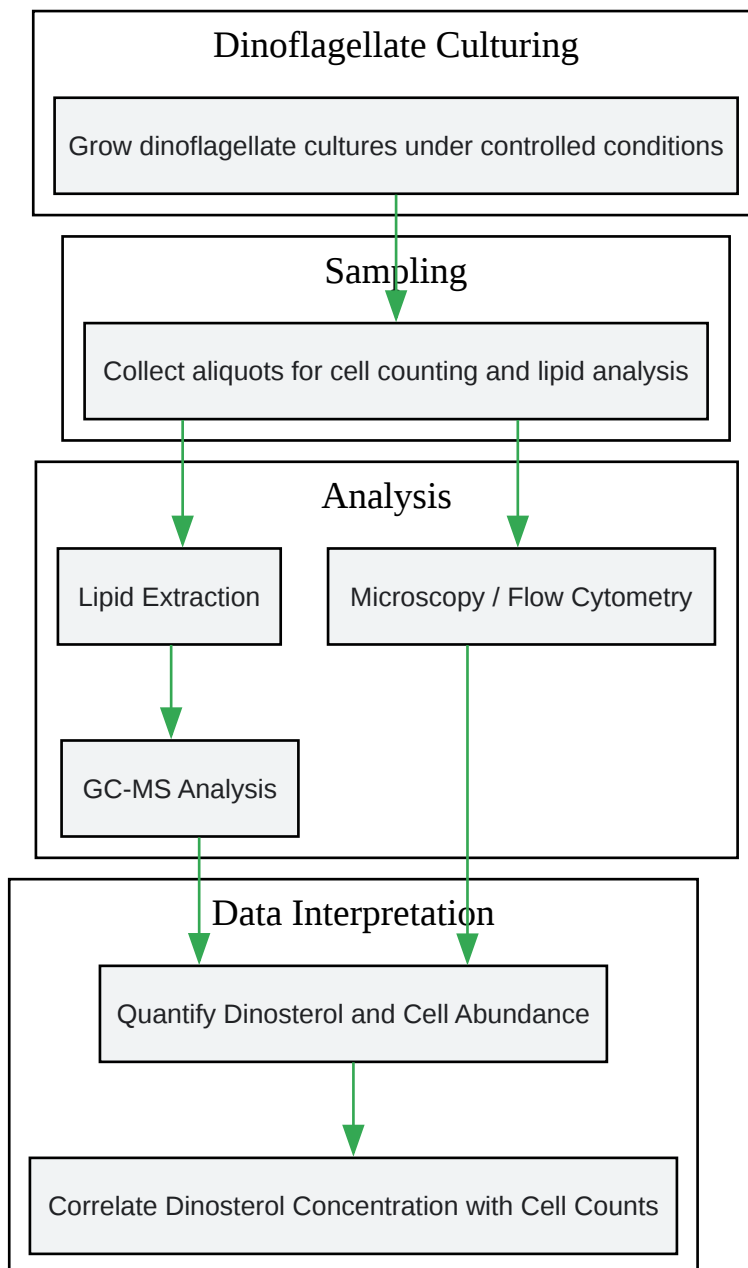 Dinoflagellate Culturing
Grow dinoflagellate cultures under controlled conditions
Sampling
Collect aliquots for cell counting and lipid analysis
Analysis
Lipid Extraction
Microscopy / Flow Cytometry
GC-MS Analysis
Data Interpretation
Quantify Dinosterol and Cell Abundance
Correlate Dinosterol Concentration with Cell Counts